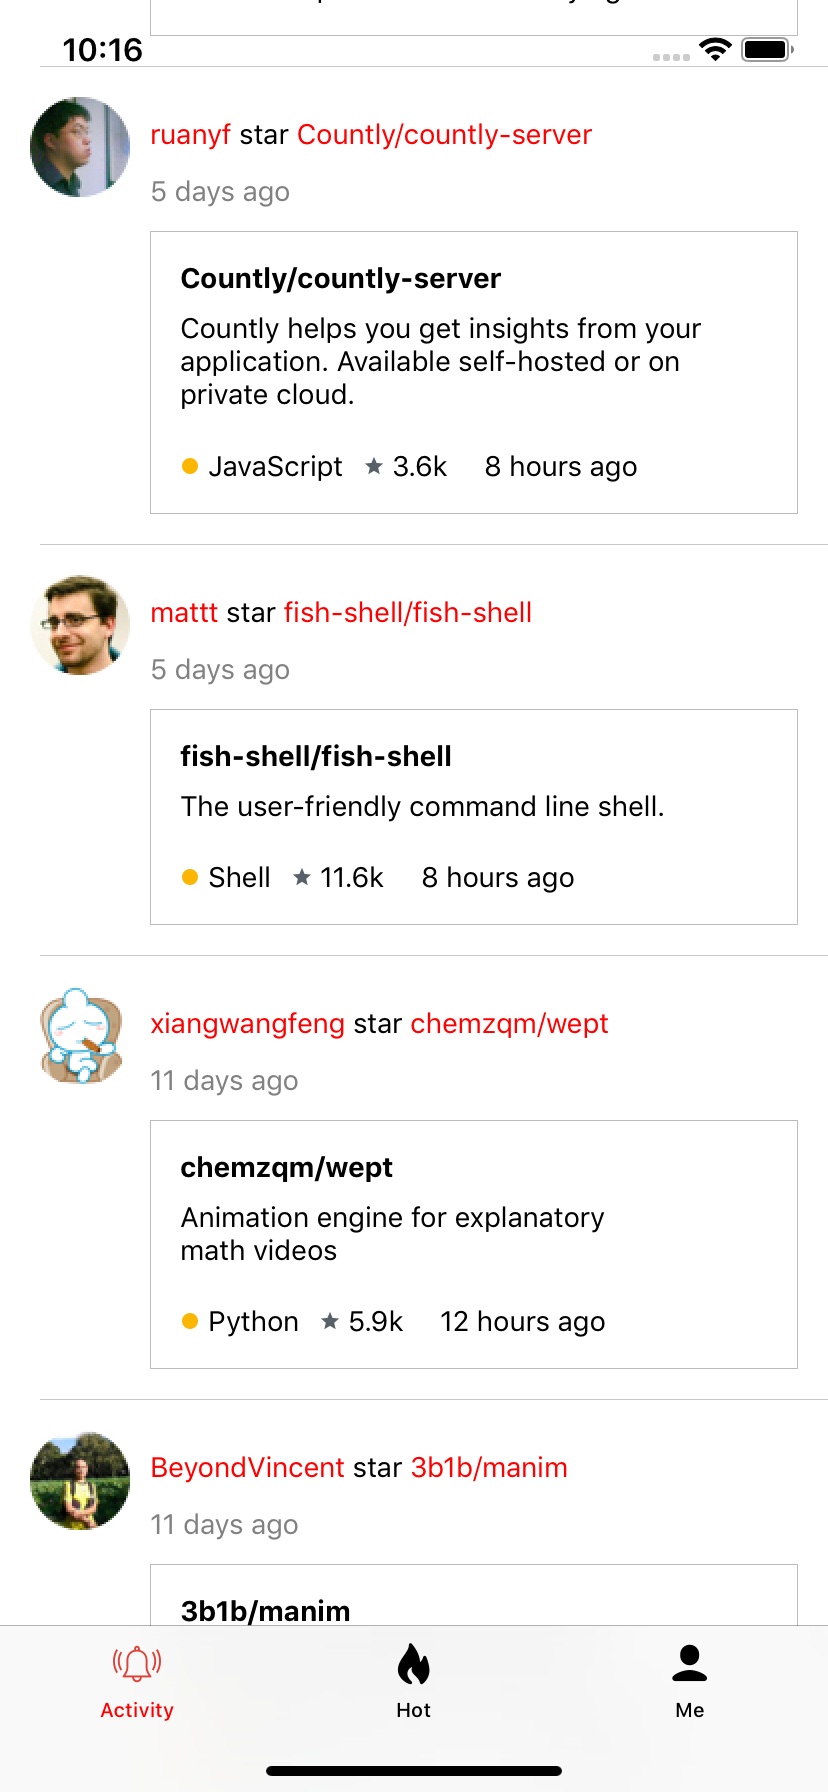 10:16
ruanyf star Countly/countly-server
5 days ago
Countly/countly-server
Countly helps you get insights from your
application. Available self-hosted or on
private cloud.
JavaScript 3.6k 8 hours ago
mattt star fish-shell/fish-shell
5 days ago
fish-shell/fish-shell
The user-friendly command line shell.
Shell 11.6k 8 hours ago
xiangwangfeng star chemzqm/wept
11 days ago
chemzqm/wept
Animation engine for explanatory
math videos
Python 5.9k 12 hours ago
BeyondVincent star 3b1b/manim
11 days ago
3b1b/manim
Activity Hot Me